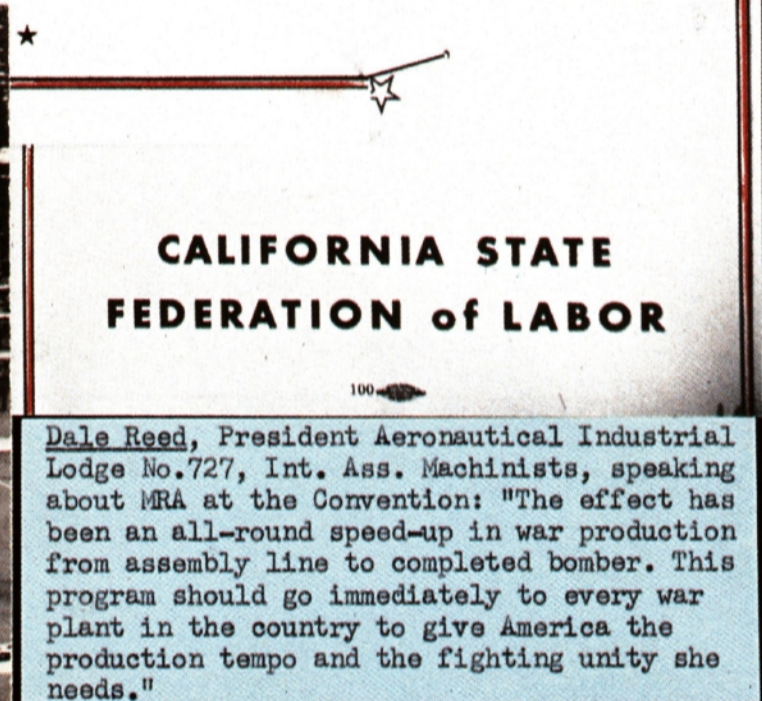 CALIFORNIA STATE
FEDERATION of LABOR
100
Dale Reed, President Aeronautical Industrial
Lodge No.727, Int. Ass. Machinists, speaking
about MRA at the Convention: "The effect has
been an all-round speed-up in war production
from assembly line to completed bomber. This
program should go immediately to every war
plant in the country to give America the
production tempo and the fighting unity she
needs."